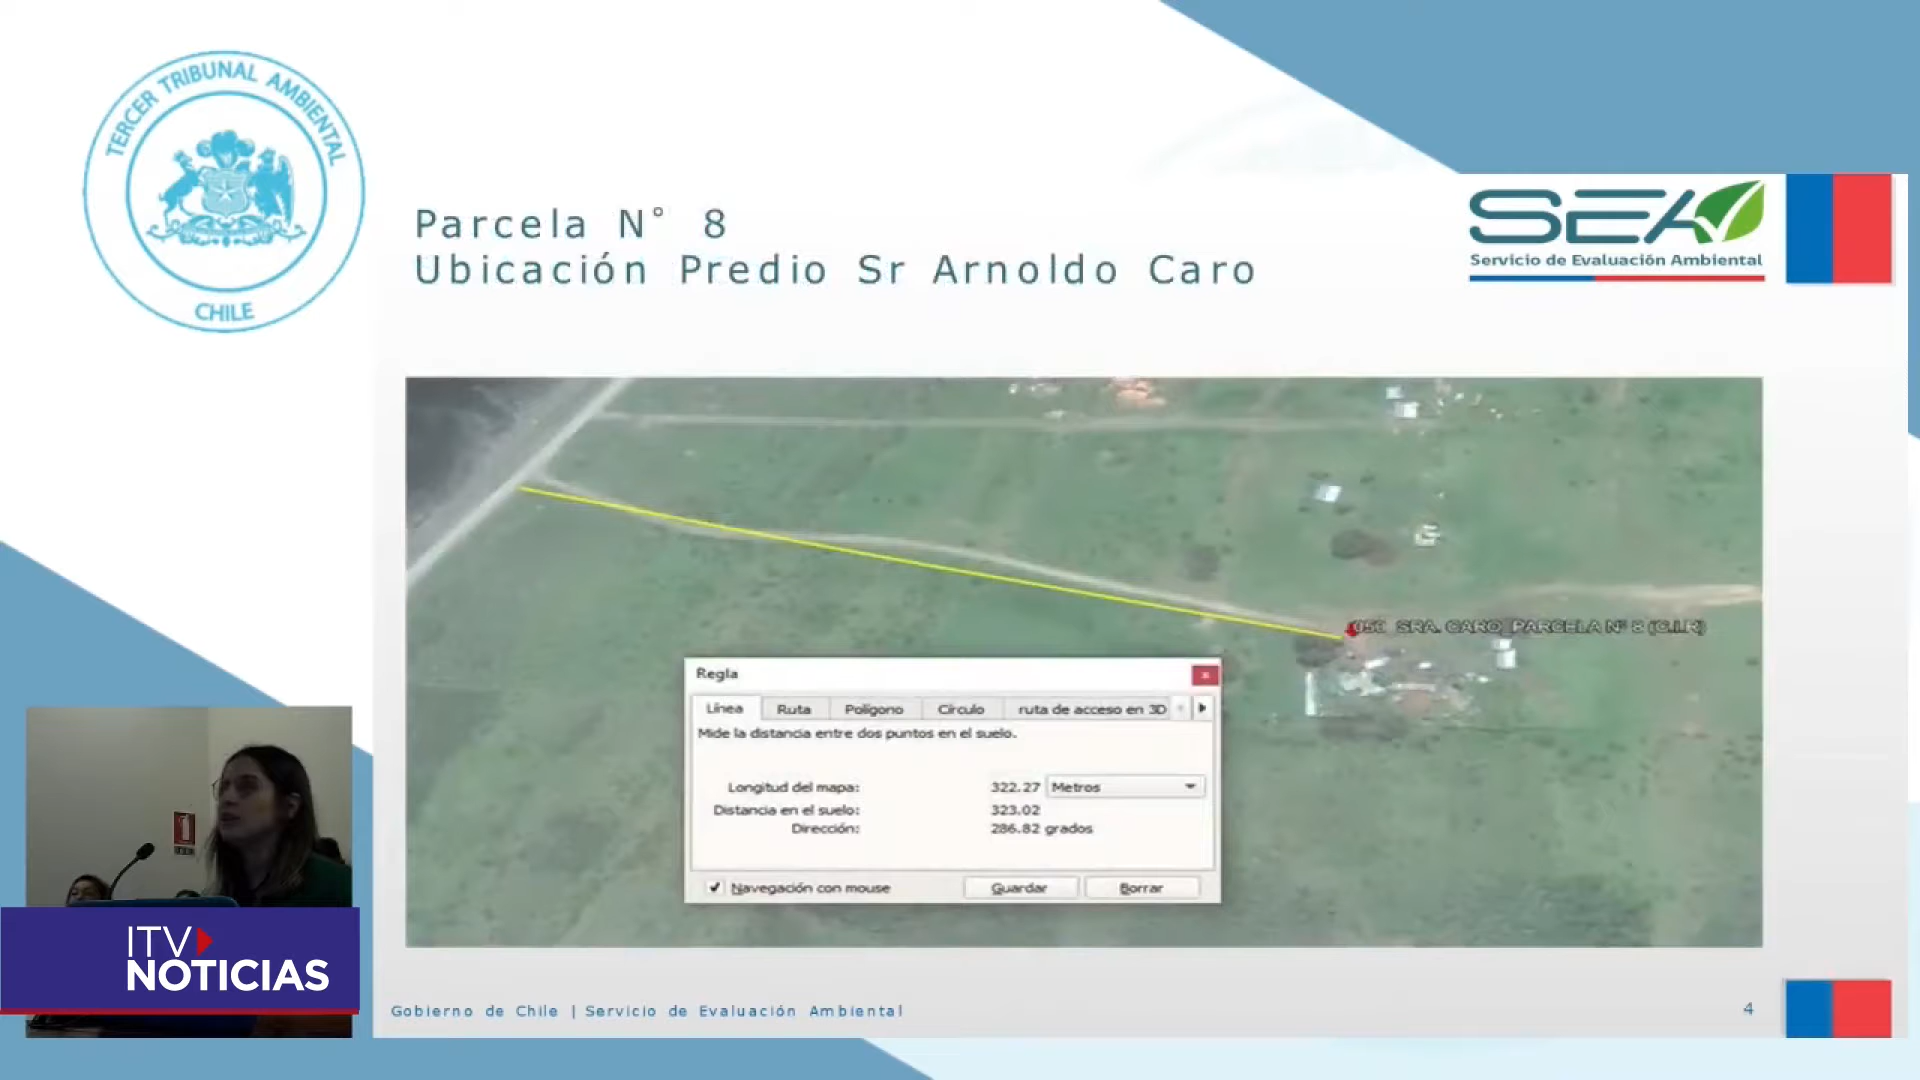 TERCER TRIBUNAL AMBIENTAL
CHILE
Parcela N° 8
Ubicación Predio Sr Arnoldo Caro
SEA
Servicio de Evaluación Ambiental
SRA. CARO PARCELA N° 8 (C.I.R)
Regla
Línea Ruta Polígono Círculo ruta de acceso en 3D
Mide la distancia entre dos puntos en el suelo.
Longitud del mapa: 322.27 Metros
Distancia en el suelo: 323.02
Dirección: 286.82 grados
Navegación con mouse Guardar Borrar
ITV
NOTICIAS
Gobierno de Chile | Servicio de Evaluación Ambiental
4